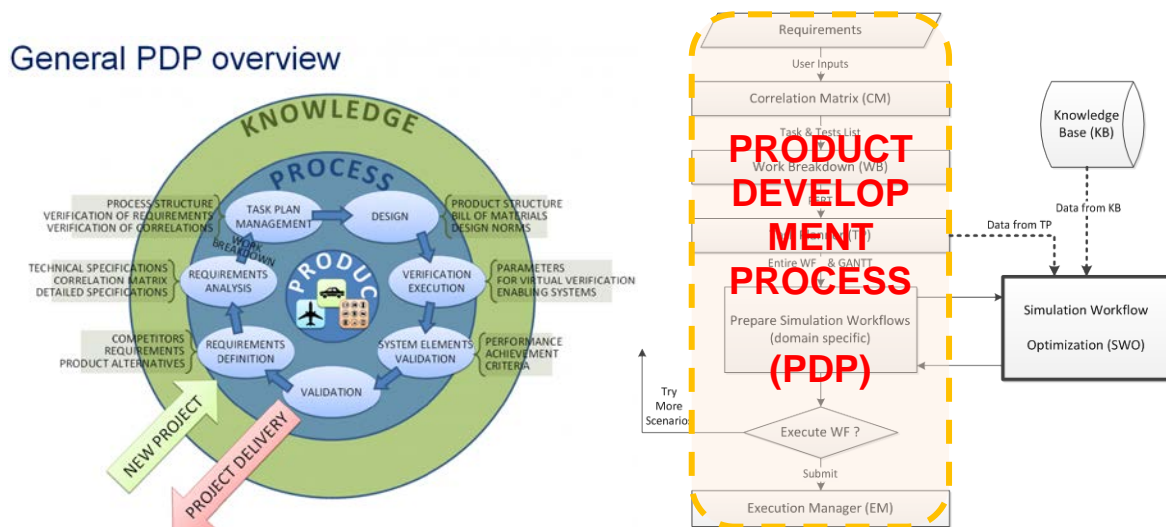 General PDP overview
KNOWLEDGE
PROCESS
PROCESS STRUCTURE
VERIFICATION OF REQUIREMENTS
VERIFICATION OF CORRELATIONS
TASK PLAN
MANAGEMENT
DESIGN
PRODUCT STRUCTURE
BILL OF MATERIALS
DESIGN NORMS
WORK
BREAKDOWN
TECHNICAL SPECIFICATIONS
CORRELATION MATRIX
DETAILED SPECIFICATIONS
REQUIREMENTS
ANALYSIS
PRODUC
VERIFICATION
EXECUTION
PARAMETERS
FOR VIRTUAL VERIFICATION
ENABLING SYSTEMS
COMPETITORS
REQUIREMENTS
PRODUCT ALTERNATIVES
REQUIREMENTS
DEFINITION
SYSTEM ELEMENTS
VALIDATION
PERFORMANCE
ACHIEVEMENT
CRITERIA
VALIDATION
NEW PROJECT
PROJECT DELIVERY
Requirements
User Inputs
Correlation Matrix (CM)
Task & Tests List
Work Breakdown (WB)
PRODUCT
DEVELOP
MENT
PROCESS
(PDP)
Entire WF & GANTT
Prepare Simulation Workflows
(domain specific)
Try
More
Scenarios
Execute WF ?
Submit
Execution Manager (EM)
Knowledge
Base (KB)
Data from KB
Data from TP
Simulation Workflow
Optimization (SWO)